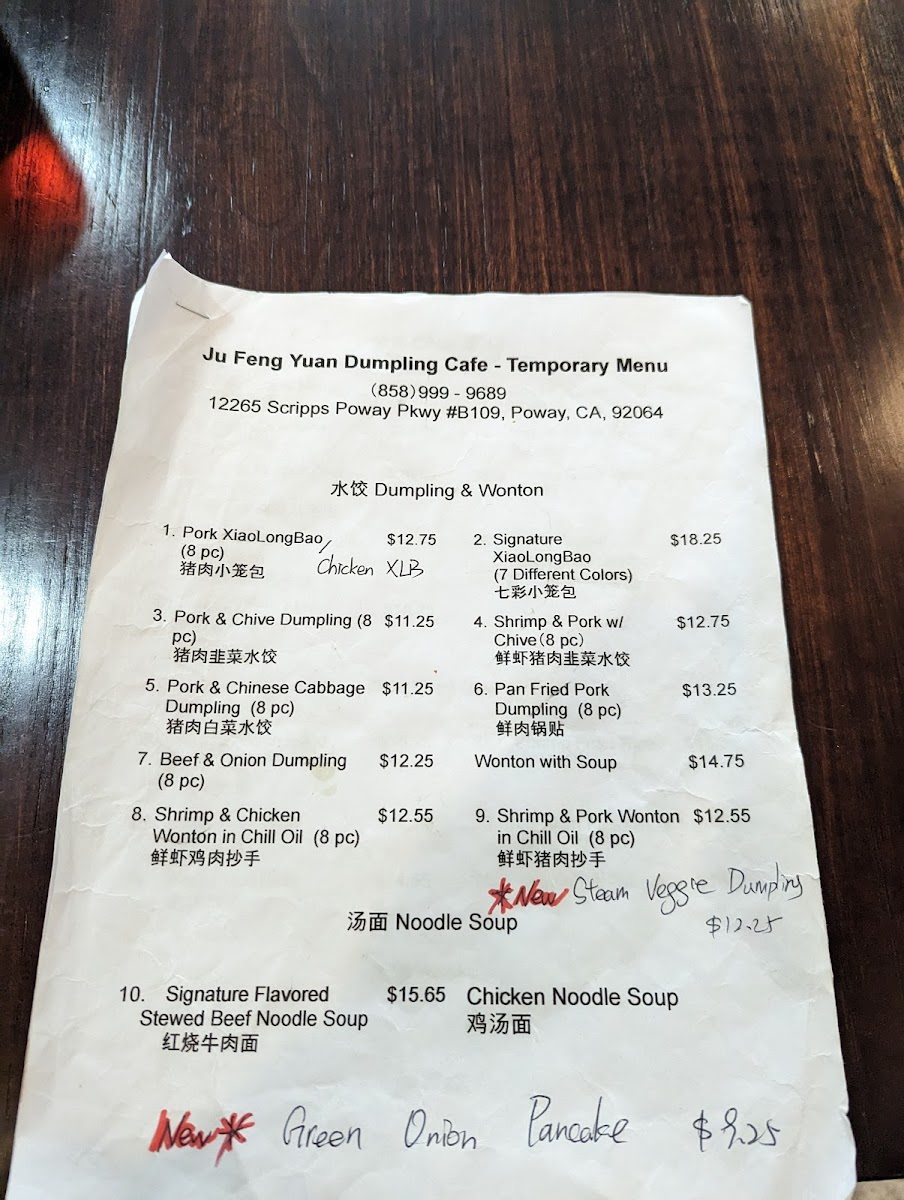 Ju Feng Yuan Dumpling Cafe - Temporary Menu
(858)999 - 9689
12265 Scripps Poway Pkwy #B109, Poway, CA, 92064
水饺 Dumpling & Wonton
1. Pork XiaoLongBao / $12.75
(8 pc) Chicken XLB
猪肉小笼包
2. Signature $18.25
XiaoLongBao
(7 Different Colors)
七彩小笼包
3. Pork & Chive Dumpling (8 $11.25
pc)
猪肉韭菜水饺
4. Shrimp & Pork w/ $12.75
Chive(8 pc)
鲜虾猪肉韭菜水饺
5. Pork & Chinese Cabbage $11.25
Dumpling (8 pc)
猪肉白菜水饺
6. Pan Fried Pork $13.25
Dumpling (8 pc)
鲜肉锅贴
7. Beef & Onion Dumpling $12.25
(8 pc)
Wonton with Soup $14.75
8. Shrimp & Chicken $12.55
Wonton in Chill Oil (8 pc)
鲜虾鸡肉抄手
9. Shrimp & Pork Wonton $12.55
in Chill Oil (8 pc)
鲜虾猪肉抄手
*New Steam Veggie Dumpling
$12.25
汤面 Noodle Soup
10. Signature Flavored $15.65
Stewed Beef Noodle Soup
红烧牛肉面
Chicken Noodle Soup
鸡汤面
New* Green Onion Pancake $9.25